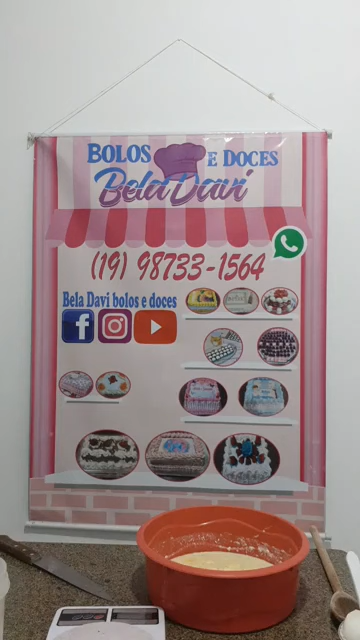 BOLOS E DOCES
Bela Davi
(19) 98733-1564
Bela Davi bolos e doces